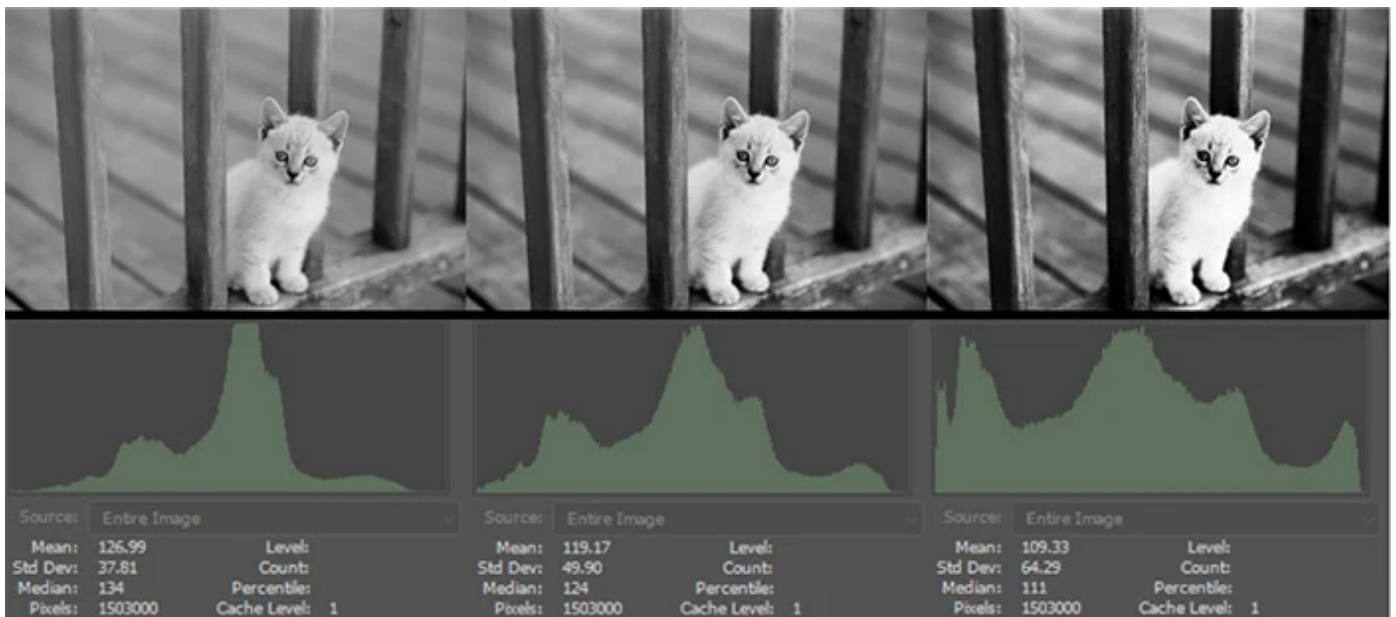 Source: Entire Image
Mean: 126.99 Level:
Std Dev: 37.81 Count:
Median: 134 Percentile:
Pixels: 1503000 Cache Level: 1
Source: Entire Image
Mean: 119.17 Level:
Std Dev: 49.90 Count:
Median: 124 Percentile:
Pixels: 1503000 Cache Level: 1
Source: Entire Image
Mean: 109.33 Level:
Std Dev: 64.29 Count:
Median: 111 Percentile:
Pixels: 1503000 Cache Level: 1